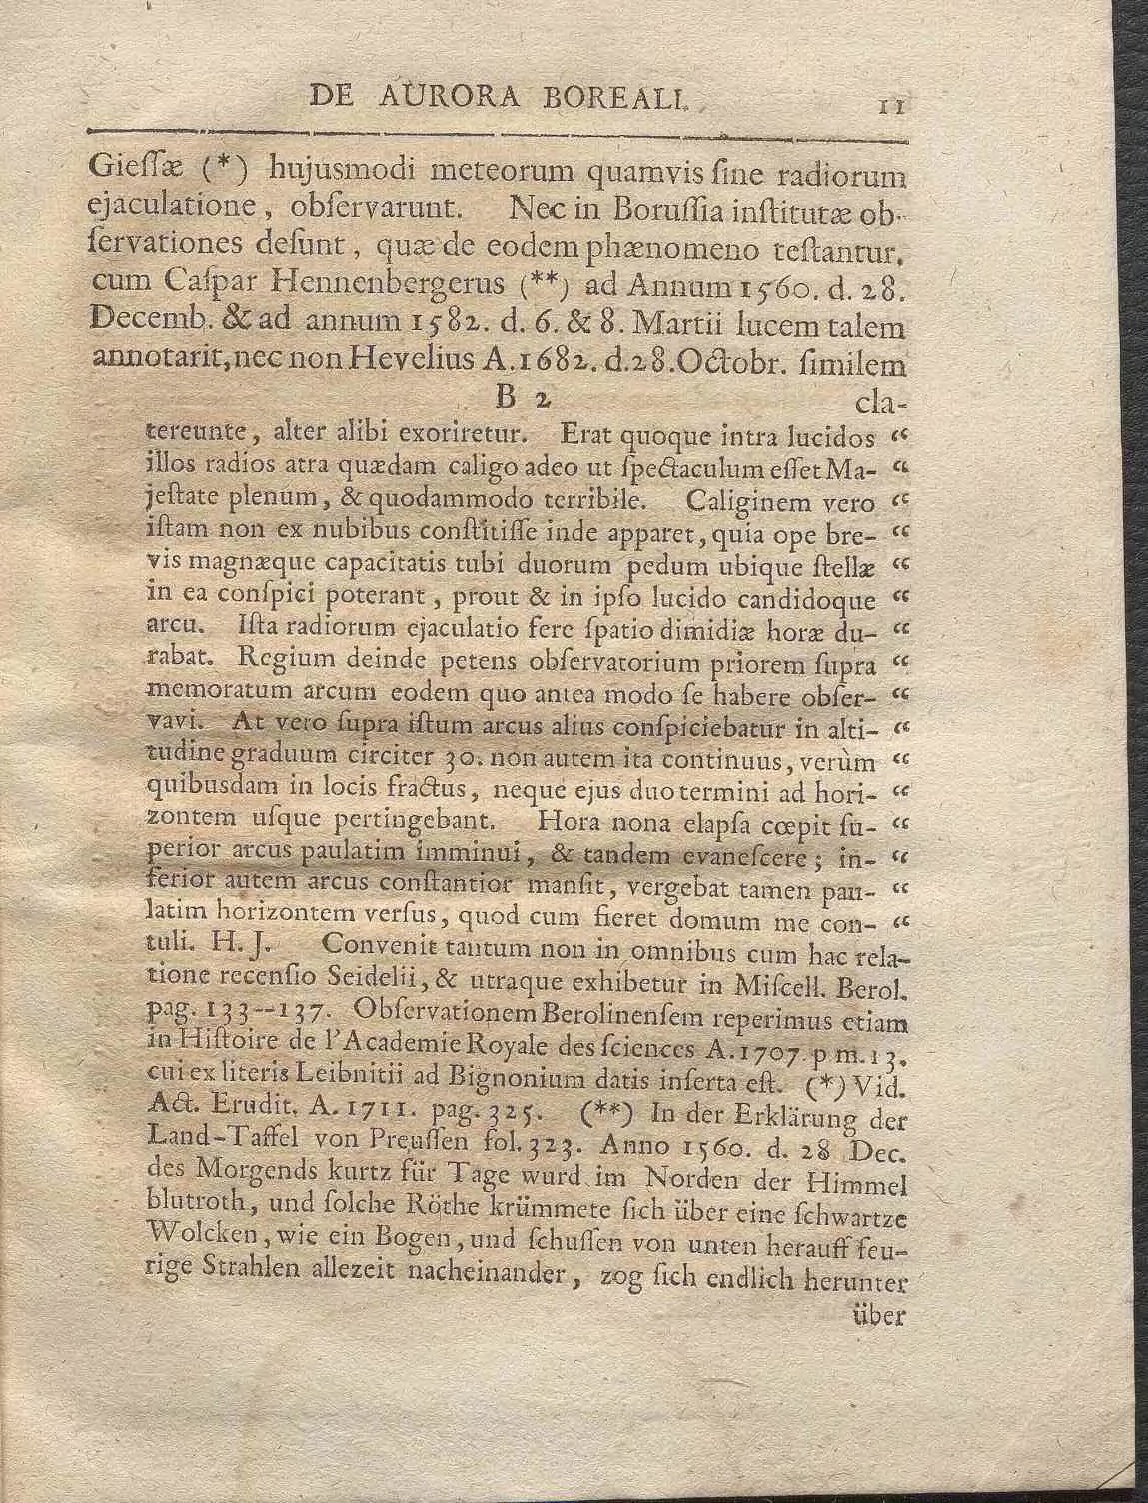 DE AURORA BOREALI. 11
Gieſſæ (*) hujusmodi meteorum quamvis ſine radiorum
ejaculatione, obſervarunt. Nec in Boruſſia inſtitutæ ob-
ſervationes deſunt, quæ de eodem phænomeno teſtantur.
cum Caſpar Hennenbergerus (**) ad Annum 1560. d. 28.
Decemb. & ad annum 1582. d. 6. & 8. Martii lucem talem
annotarit, nec non Hevelius A. 1682. d. 28. Octobr. ſimilem
B 2 cla-
tereunte, alter alibi exoriretur. Erat quoque intra lucidos “
illos radios atra quædam caligo adeo ut ſpectaculum eſſet Ma- “
jeſtate plenum, & quodammodo terribile. Caliginem vero “
iſtam non ex nubibus conſtitiſſe inde apparet, quia ope bre- “
vis magnæque capacitatis tubi duorum pedum ubique ſtellæ “
in ea conſpici poterant, prout & in ipſo lucido candidoque “
arcu. Iſta radiorum ejaculatio fere ſpatio dimidiæ horæ du- “
rabat. Regium deinde petens obſervatorium priorem ſupra “
memoratum arcum eodem quo antea modo ſe habere obſer- “
vavi. At vero ſupra iſtum arcus alius conſpiciebatur in alti- “
tudine graduum circiter 30. non autem ita continuus, verùm “
quibusdam in locis fractus, neque ejus duo termini ad hori- “
zontem uſque pertingebant. Hora nona elapſa cœpit ſu- “
perior arcus paulatim imminui, & tandem evaneſcere; in- “
ferior autem arcus conſtantior manſit, vergebat tamen pau- “
latim horizontem verſus, quod cum fieret domum me con- “
tuli. H. J. Convenit tantum non in omnibus cum hac rela-
tione recenſio Seidelii, & utraque exhibetur in Miſcell. Berol.
pag. 133--137. Obſervationem Berolinenſem reperimus etiam
in Hiſtoire de l'Academie Royale des ſciences A. 1707. p m. 13.
cui ex literis Leibnitii ad Bignonium datis inſerta eſt. (*) Vid.
Act. Erudit. A. 1711. pag. 325. (**) In der Erklärung der
Land-Taffel von Preuſſen fol. 323. Anno 1560. d. 28 Dec.
des Morgends kurtz für Tage wurd im Norden der Himmel
blutroth, und ſolche Röthe krümmete ſich über eine ſchwartze
Wolcken, wie ein Bogen, und ſchuſſen von unten herauff feu-
rige Strahlen allezeit nacheinander, zog ſich endlich herunter
über